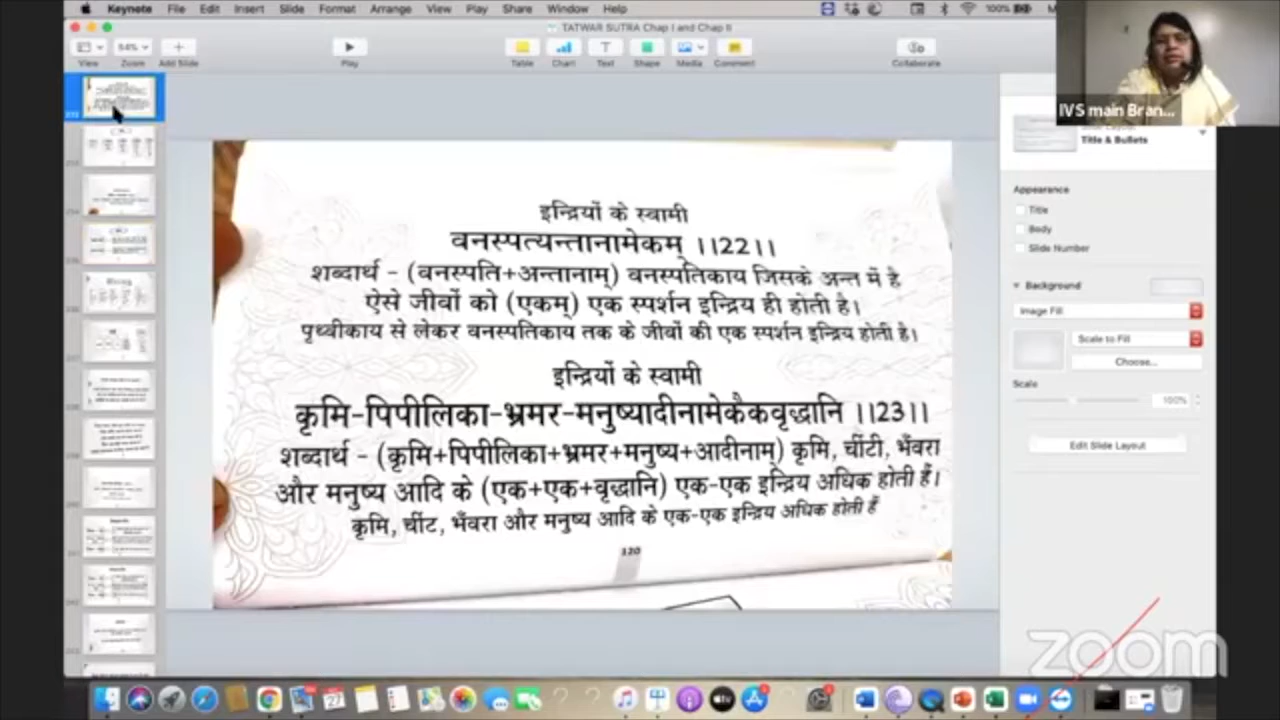 Keynote File Edit Insert Slide Format Arrange View Play Share Window Help 100%
TATWAR SUTRA Chap I and Chap II
64%
View Zoom Add Slide Play Table Chart Text Shape Media Comment Collaborate
IVS main Bran...
Title & Bullets
Appearance
Title
Body
Slide Number
Background
Image Fill
Scale to Fill
Choose...
Scale
100%
Edit Slide Layout
इन्द्रियों के स्वामी
वनस्पत्यन्तानामेकम् ।।22।।
शब्दार्थ - (वनस्पति+अन्तानाम्) वनस्पतिकाय जिसके अन्त में है
ऐसे जीवों को (एकम्) एक स्पर्शन इन्द्रिय ही होती है।
पृथ्वीकाय से लेकर वनस्पतिकाय तक के जीवों की एक स्पर्शन इन्द्रिय होती है।
इन्द्रियों के स्वामी
कृमि-पिपीलिका-भ्रमर-मनुष्यादीनामेकैकवृद्धानि ।।23।।
शब्दार्थ - (कृमि+पिपीलिका+भ्रमर+मनुष्य+आदीनाम्) कृमि, चींटी, भँवरा
और मनुष्य आदि के (एक+एक+वृद्धानि) एक-एक इन्द्रिय अधिक होती हैं।
कृमि, चींट, भँवरा और मनुष्य आदि के एक-एक इन्द्रिय अधिक होती हैं
120
zoom